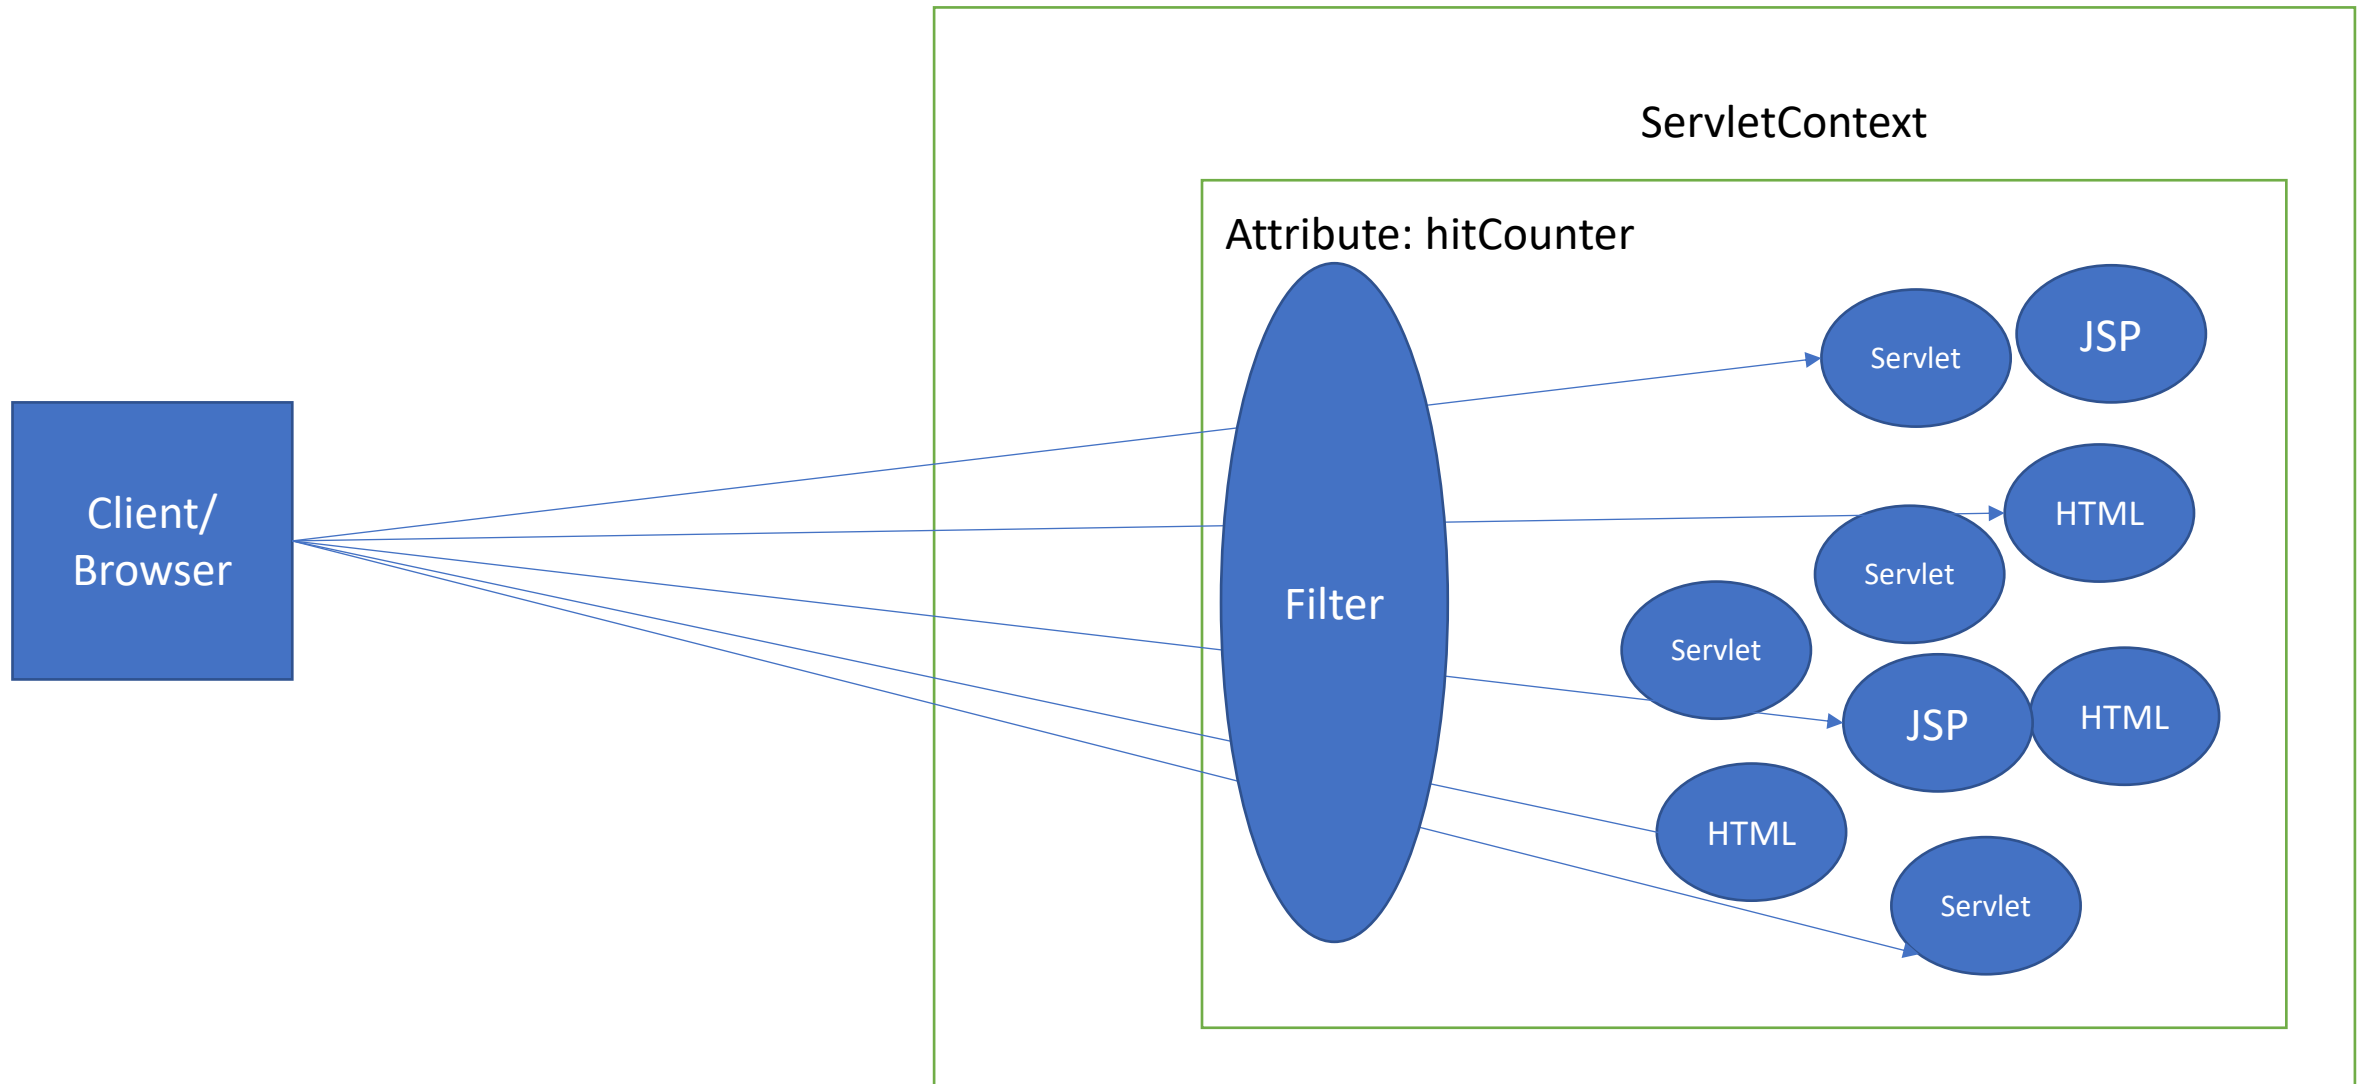 ServletContext
Attribute: hitCounter
Servlet
JSP
Client/
Browser
HTML
Servlet
Filter
Servlet
JSP
HTML
HTML
Servlet